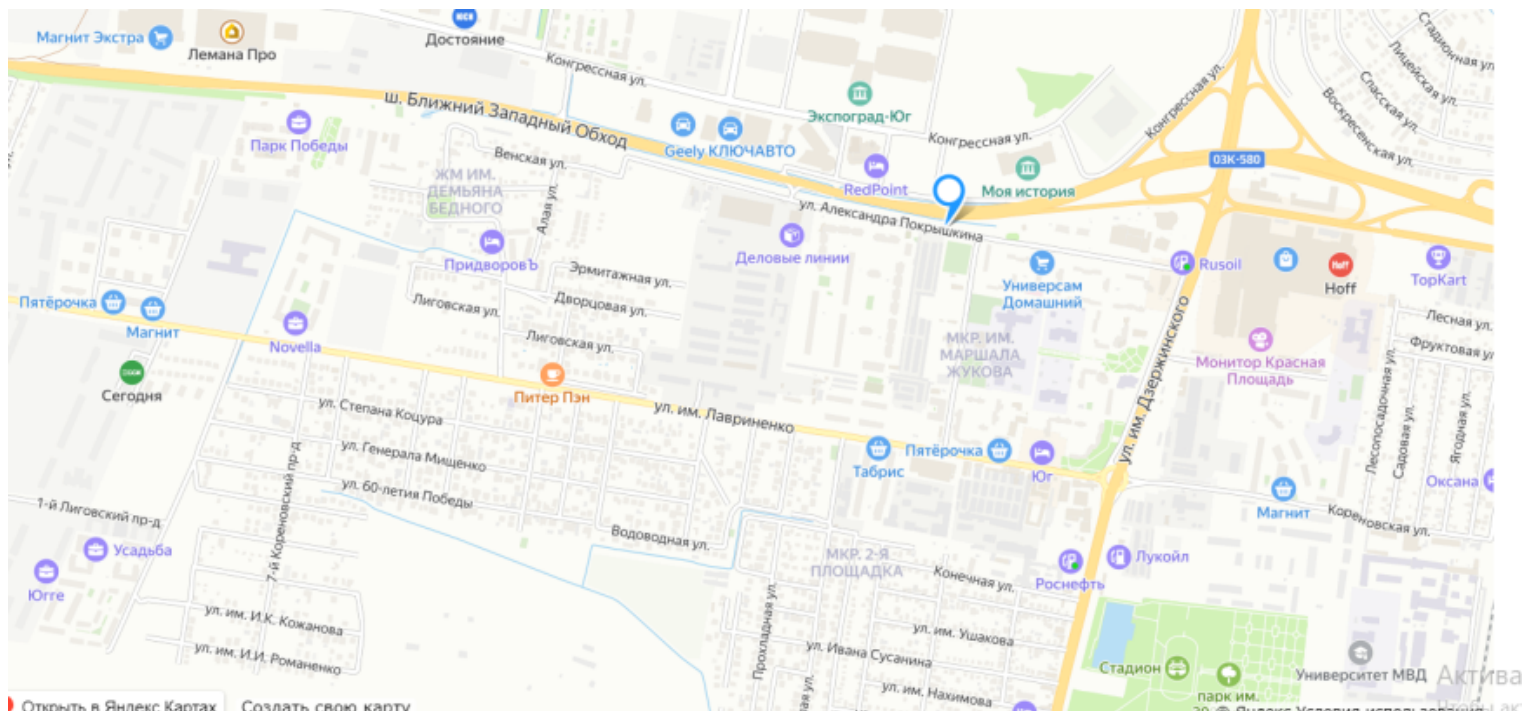 Магнит Экстра
Лемана Про
Достояние
Конгрессная ул.
Стадионная ул.
Лицейская ул.
Спасская ул.
Воскресенская ул.
Конгрессная ул.
ш. Ближний Западный Обход
Экспоград-Юг
Конгрессная ул.
Парк Победы
Geely КЛЮЧАВТО
03К-580
Венская ул.
ЖМ ИМ.
ДЕМЬЯНА
БЕДНОГО
Алая ул.
RedPoint
Моя история
ул. Александра Покрышкина
ПридворовЪ
Деловые линии
Rusoil
Hoff
Hoff
TopKart
Эрмитажная ул.
Универсам
Домашний
Пятёрочка
Магнит
Лиговская ул.
Дворцовая ул.
Лесная ул.
Novella
Лиговская ул.
МКР. ИМ.
МАРШАЛА
ЖУКОВА
ул. им. Дзержинского
Монитор Красная
Площадь
Фруктовая ул
Сегодня
Питер Пэн
Лесопосадочная ул.
Садовая ул.
Ягодная ул.
ул. Степана Коцура
ул. им. Лавриненко
ул. Генерала Мищенко
Табрис
Пятёрочка
Юг
Оксана
ул. 60-летия Победы
7-й Кореновский пр-д
1-й Лиговский пр-д
Магнит
Кореновская ул.
Водоводная ул.
Усадьба
Югге
МКР. 2-Я
ПЛОЩАДКА
Конечная ул.
Роснефть
Лукойл
ул. им. И.К. Кожанова
Прохладная ул.
ул. им. Ушакова
ул. им. И.И. Романенко
ул. Ивана Сусанина
Стадион
Университет МВД
Актива
ул. им. Нахимова
парк им.
Открыть в Яндекс Картах
Создать свою карту
© Яндекс Условия использования